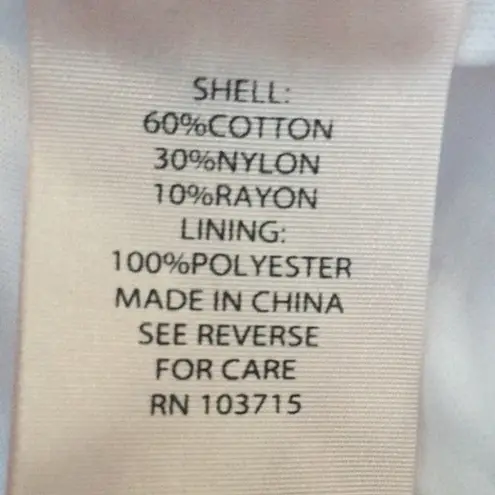 SHELL:
60%COTTON
30%NYLON
10%RAYON
LINING:
100%POLYESTER
MADE IN CHINA
SEE REVERSE
FOR CARE
RN 103715